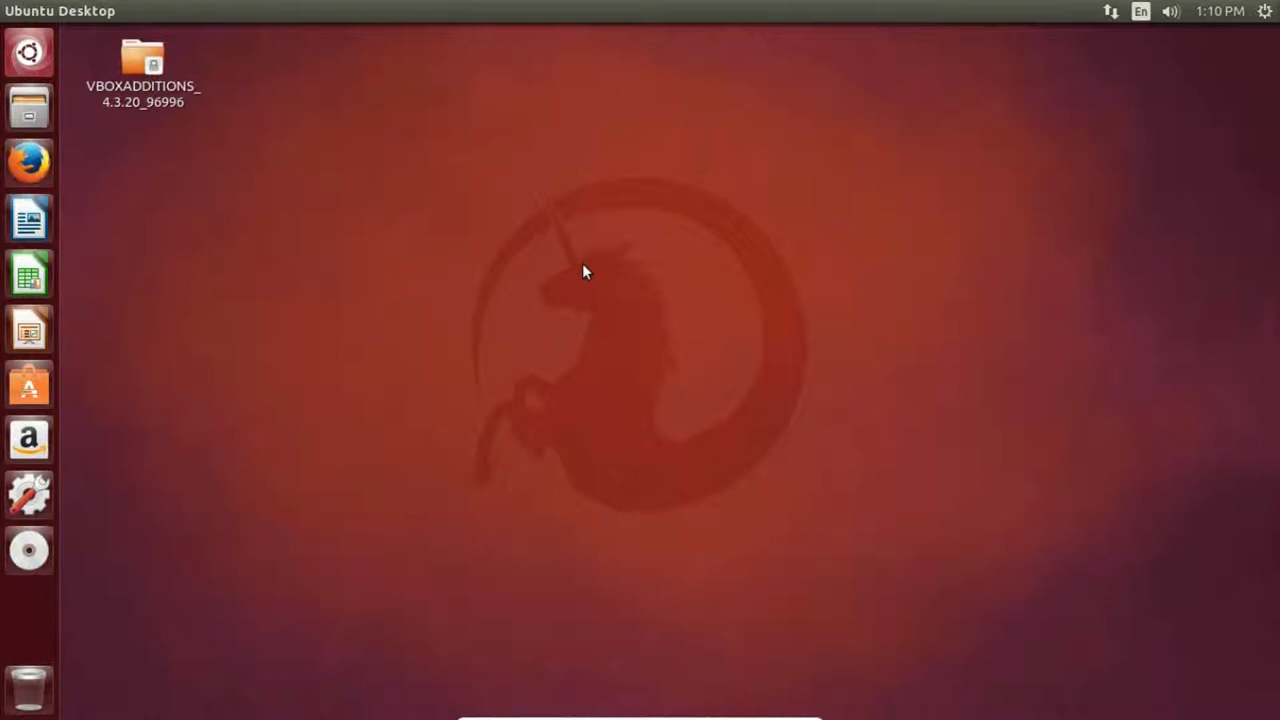 Ubuntu Desktop
En
1:10 PM
VBOXADDITIONS_
4.3.20_96996
A
a